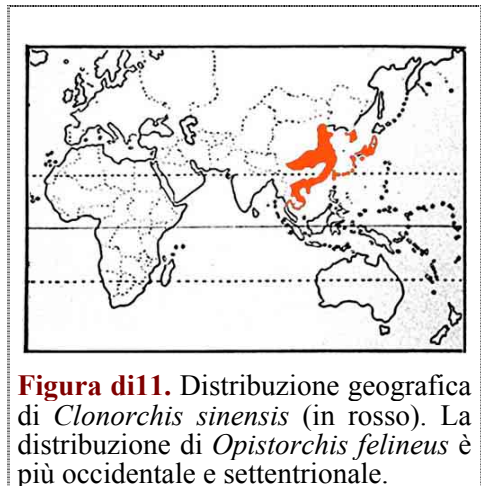 Figura di11. Distribuzione geografica
di Clonorchis sinensis (in rosso). La
distribuzione di Opistorchis felineus è
più occidentale e settentrionale.